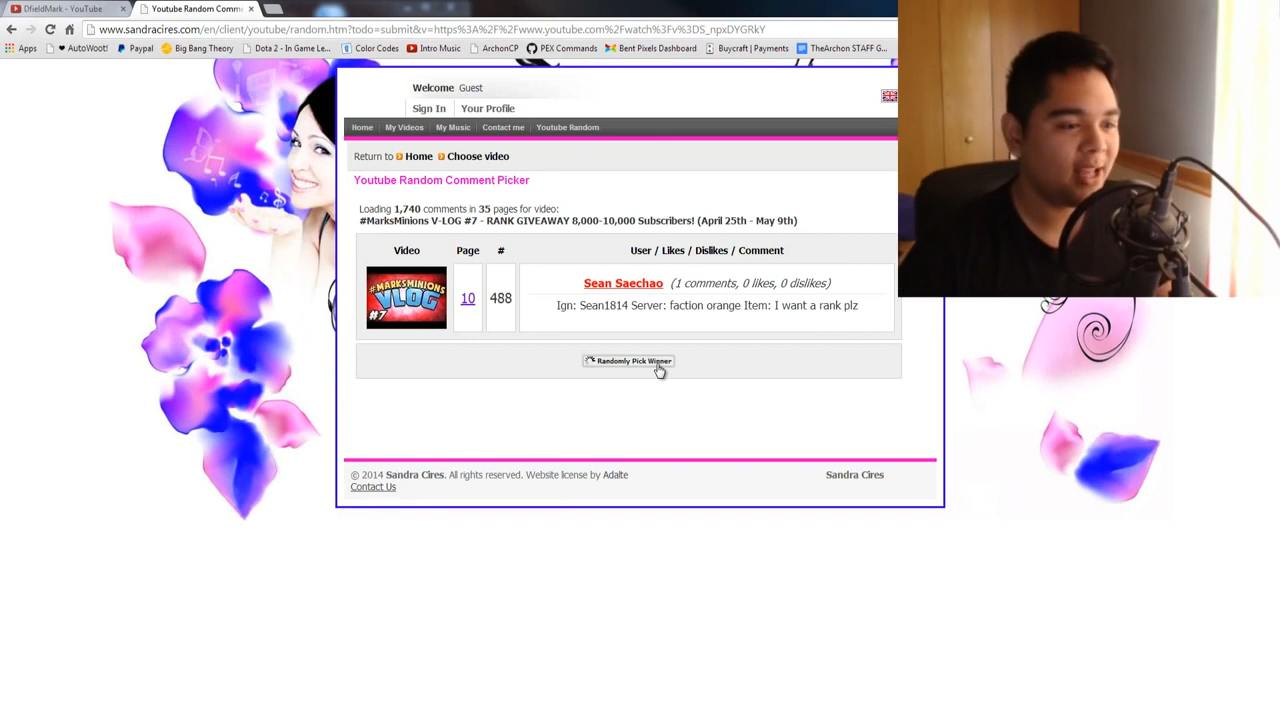 DfieldMark - YouTube
Youtube Random Comm
www.sandracires.com/en/client/youtube/random.htm?todo=submit&v=https%3A%2F%2Fwww.youtube.com%2Fwatch%3Fv%3DS_npxDYGRkY
Apps ❤ AutoWoot! Paypal Big Bang Theory Dota 2 - In Game Le... Color Codes Intro Music ArchonCP PEX Commands Bent Pixels Dashboard Buycraft | Payments TheArchon STAFF G...
Welcome Guest
Sign In Your Profile
Home My Videos My Music Contact me Youtube Random
Return to Home Choose video
Youtube Random Comment Picker
Loading 1,740 comments in 35 pages for video:
#MarksMinions V-LOG #7 - RANK GIVEAWAY 8,000-10,000 Subscribers! (April 25th - May 9th)
Video Page # User / Likes / Dislikes / Comment
#MARKSMINIONS
VLOG
#7
10 488
Sean Saechao (1 comments, 0 likes, 0 dislikes)
Ign: Sean1814 Server: faction orange Item: I want a rank plz
Randomly Pick Winner
© 2014 Sandra Cires. All rights reserved. Website license by Adalte Sandra Cires
Contact Us